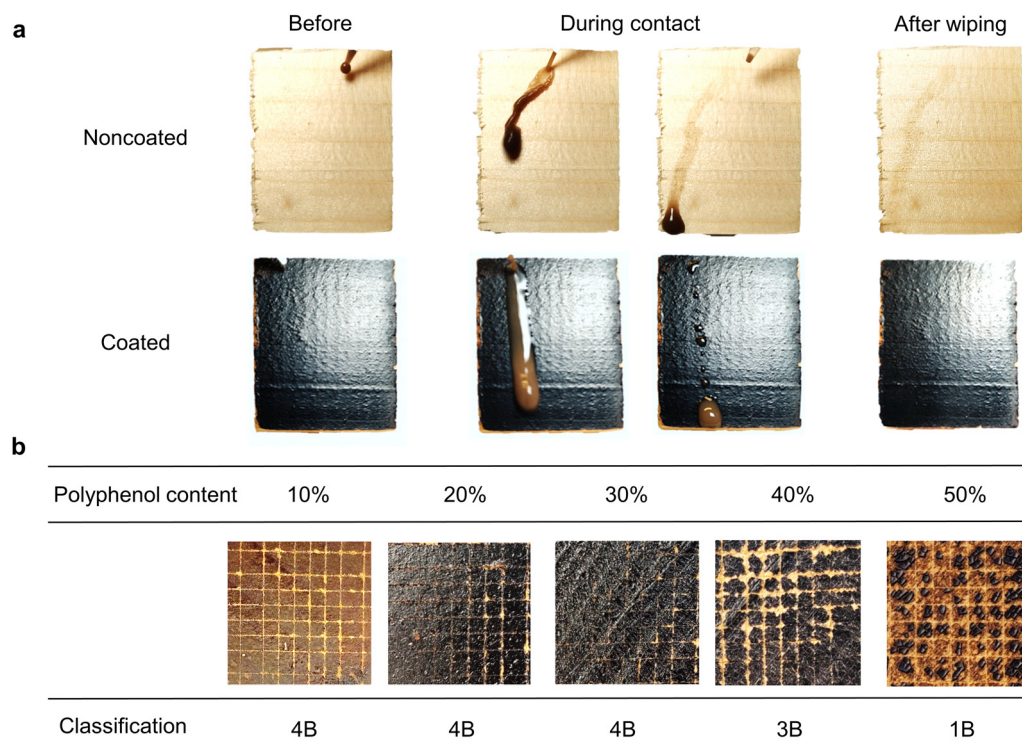 a
Before During contact After wiping
Noncoated
Coated
b
Polyphenol content 10% 20% 30% 40% 50%
Classification 4B 4B 4B 3B 1B